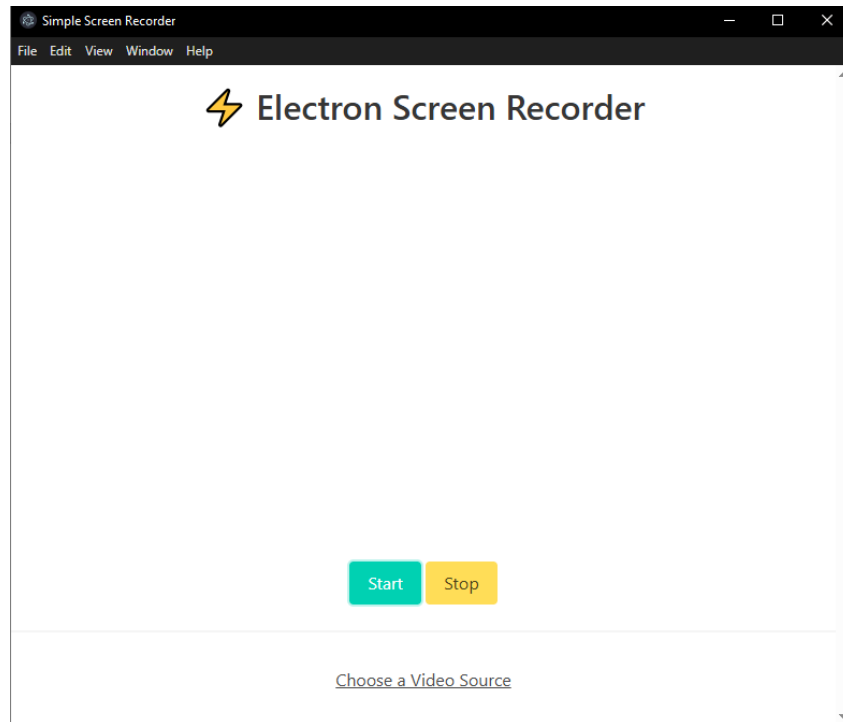 Simple Screen Recorder
File Edit View Window Help
⚡ Electron Screen Recorder
Start Stop
Choose a Video Source